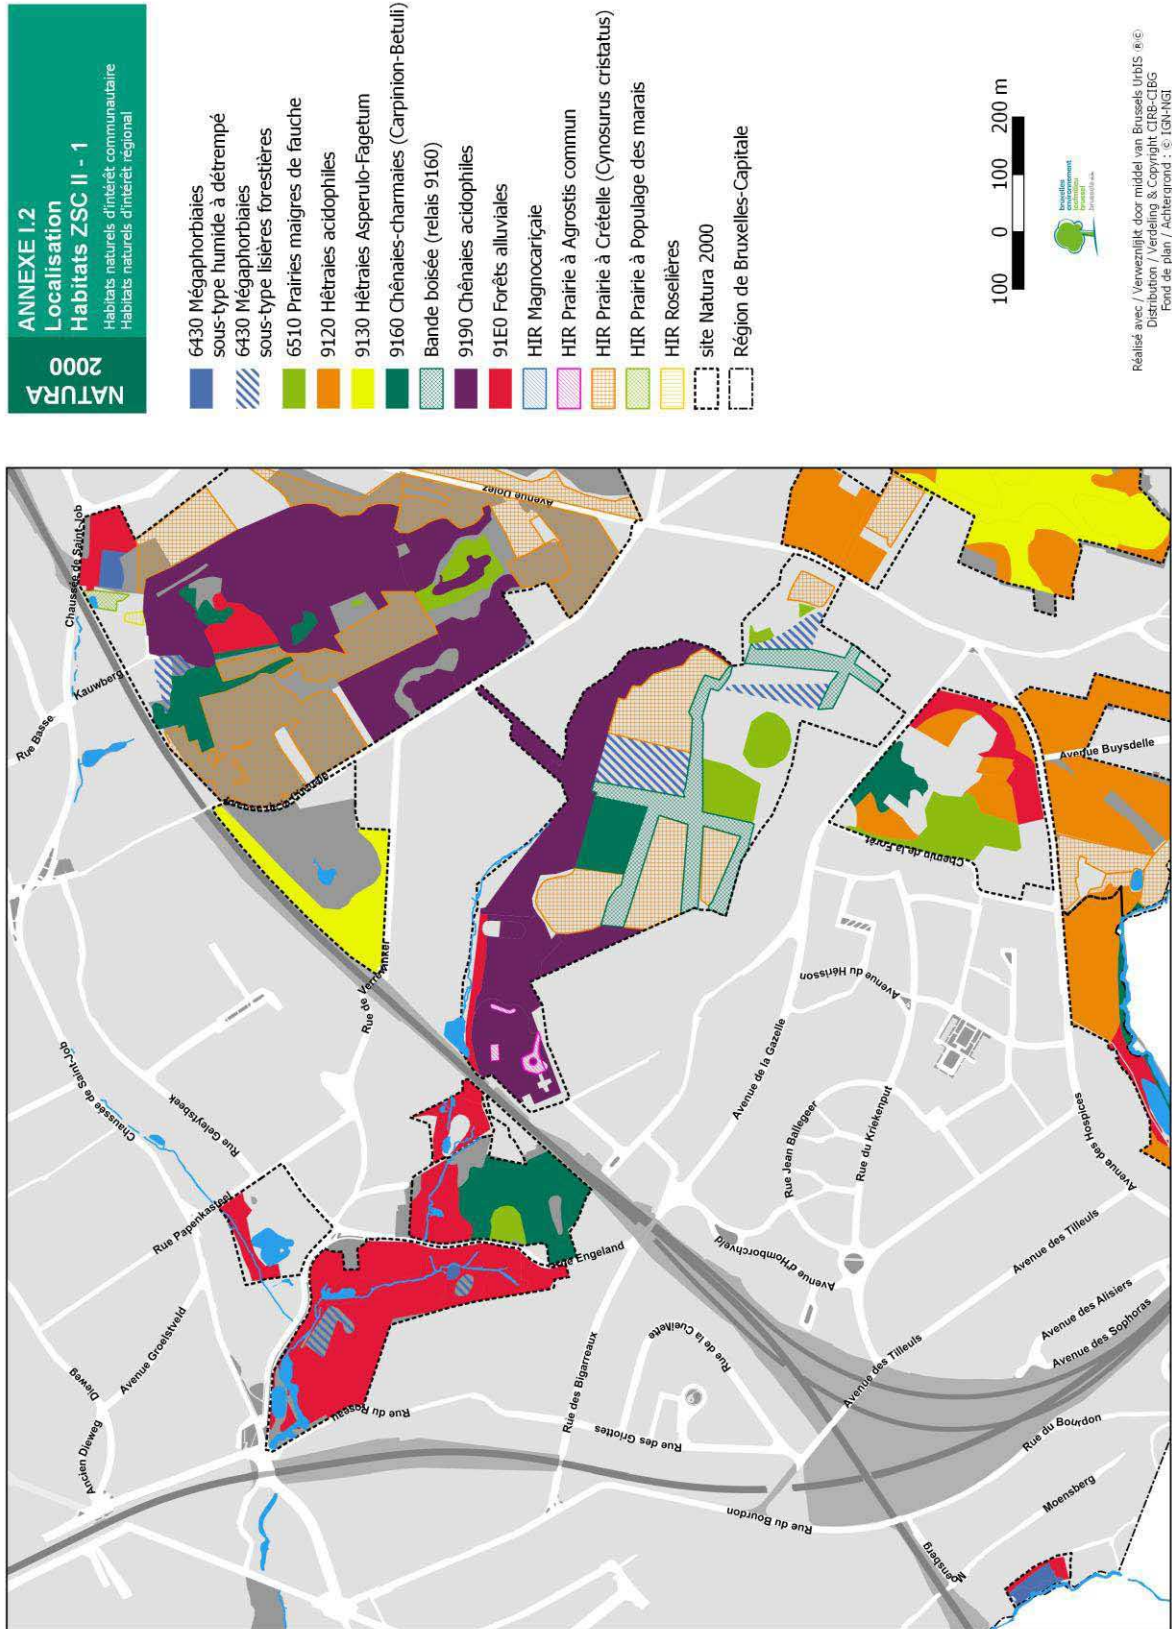 NATURA
2000
ANNEXE I.2
Localisation
Habitats ZSC II - 1
Habitats naturels d'intérêt communautaire
Habitats naturels d'intérêt régional
6430 Mégaphorbiaies
sous-type humide à détrempé
6430 Mégaphorbiaies
sous-type lisières forestières
6510 Prairies maigres de fauche
9120 Hêtraies acidophiles
9130 Hêtraies Asperulo-Fagetum
9160 Chênaies-charmaies (Carpinion-Betuli)
Bande boisée (relais 9160)
9190 Chênaies acidophiles
91E0 Forêts alluviales
HIR Magnocariçaie
HIR Prairie à Agrostis commun
HIR Prairie à Crételle (Cynosurus cristatus)
HIR Prairie à Populage des marais
HIR Roselières
site Natura 2000
Région de Bruxelles-Capitale
100 0 100 200 m
bruxelles
environnement
leefmilieu
brussel
Réalisé avec / Verwezenlijkt door middel van Brussels UrbIS ®©
Distribution / Verdeling & Copyright CIRB-CIBG
Fond de plan / Achtergrond : © IGN-NGI
Chaussée de Saint-Job
Kauwberg
Rue Basse
Avenue Dolez
Rue Geleytsbeek
Chaussée de Saint-Job
Rue Papenkasteel
Avenue Groelstveld
Dieweg
Ancien Dieweg
Rue du Roseau
Rue Engeland
Rue des Bigarreaux
Rue de la Cueillette
Rue des Griottes
Rue du Bourdon
Avenue d'Homborchveld
Avenue des Tilleuls
Avenue de la Gazelle
Rue Jean Ballegeer
Rue du Kriekenput
Avenue du Hérisson
Chemin de la Forêt
Avenue Buysdelle
Avenue des Hospices
Avenue des Tilleuls
Avenue des Alisiers
Avenue des Sophoras
Rue du Bourdon
Moensberg
Moensberg